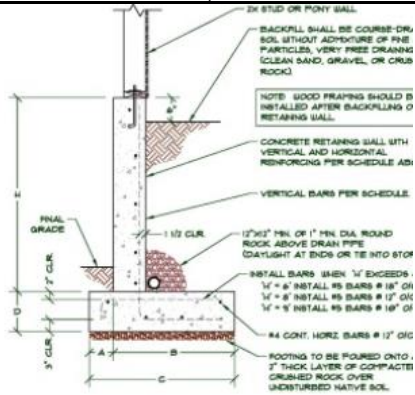 2X STUD OR PONY WALL
BACKFILL SHALL BE COURSE-DRA
SOIL WITHOUT ADMIXTURE OF FINE
PARTICLES, VERY FREE DRAINING
(CLEAN SAND, GRAVEL, OR CRUS
ROCK)
NOTE: WOOD FRAMING SHOULD B
INSTALLED AFTER BACKFILLING O
RETAINING WALL
CONCRETE RETAINING WALL WITH
VERTICAL AND HORIZONTAL
REINFORCING PER SCHEDULE ABO
VERTICAL BARS PER SCHEDULE
H
FINAL
GRADE
1 1/2 CLR.
12"X12" MIN. OF 1" MIN. DIA. ROUND
ROCK ABOVE DRAIN PIPE
(DAYLIGHT AT ENDS OR TIE INTO STOR
INSTALL BARS WHEN 'H' EXCEEDS
'H' = 6' INSTALL #5 BARS @ 18" O/C
'H' = 8' INSTALL #5 BARS @ 12" O/C
'H' = 9' INSTALL #5 BARS @ 10" O/C
2" CLR.
D
3" CLR.
#4 CONT. HORZ. BARS @ 12" O/C
A
B
C
FOOTING TO BE POURED ONTO
2" THICK LAYER OF COMPACTE
CRUSHED ROCK OVER
UNDISTURBED NATIVE SOIL